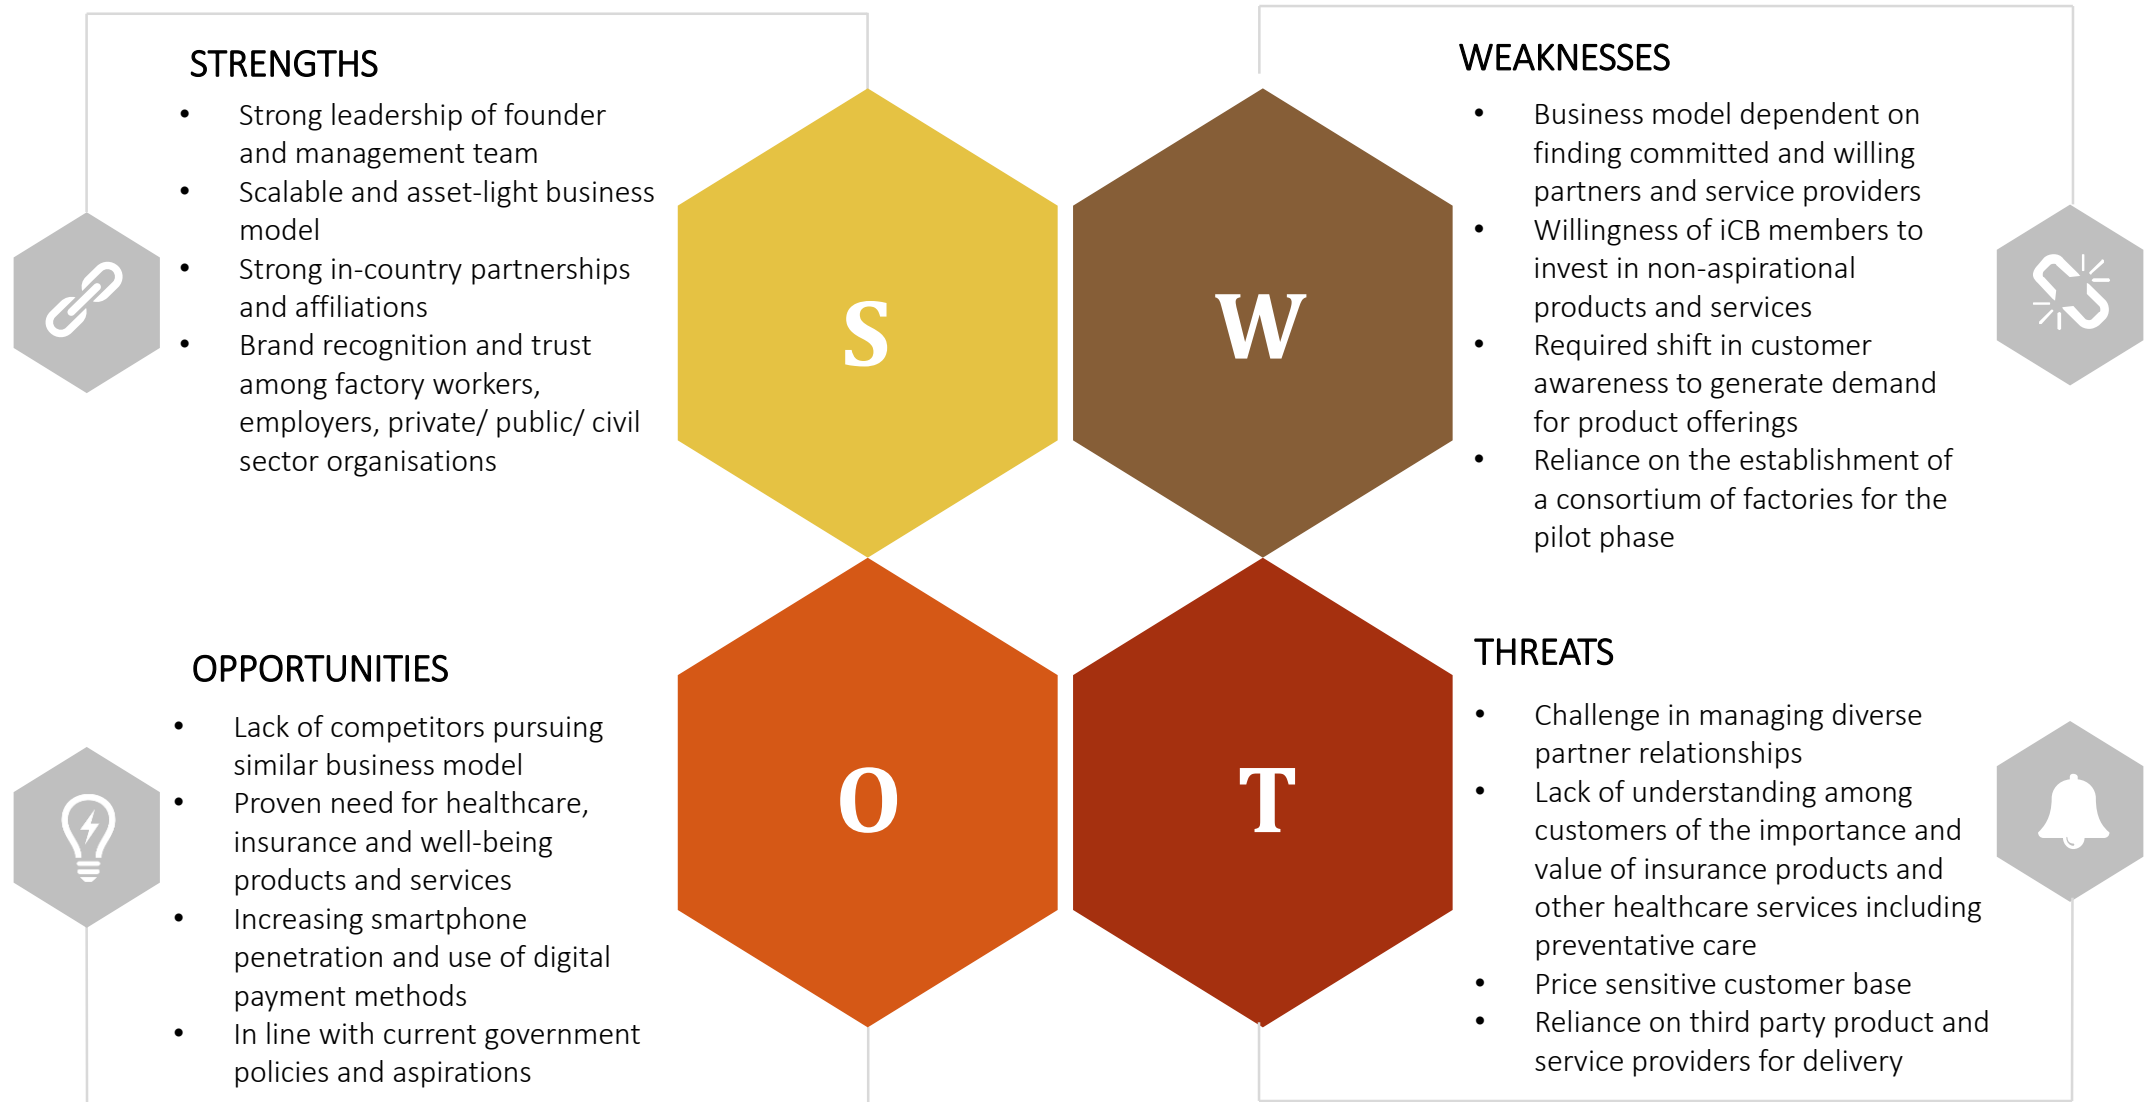 STRENGTHS
• Strong leadership of founder
and management team
• Scalable and asset-light business
model
• Strong in-country partnerships
and affiliations
• Brand recognition and trust
among factory workers,
employers, private/ public/ civil
sector organisations
S
W
WEAKNESSES
• Business model dependent on
finding committed and willing
partners and service providers
• Willingness of iCB members to
invest in non-aspirational
products and services
• Required shift in customer
awareness to generate demand
for product offerings
• Reliance on the establishment of
a consortium of factories for the
pilot phase
OPPORTUNITIES
• Lack of competitors pursuing
similar business model
• Proven need for healthcare,
insurance and well-being
products and services
• Increasing smartphone
penetration and use of digital
payment methods
• In line with current government
policies and aspirations
O
T
THREATS
• Challenge in managing diverse
partner relationships
• Lack of understanding among
customers of the importance and
value of insurance products and
other healthcare services including
preventative care
• Price sensitive customer base
• Reliance on third party product and
service providers for delivery